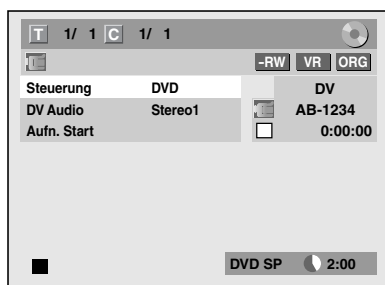 T 1/ 1 C 1/ 1
-RW VR ORG
Steuerung DVD DV
DV Audio Stereo1 AB-1234
Aufn. Start 0:00:00
DVD SP 2:00